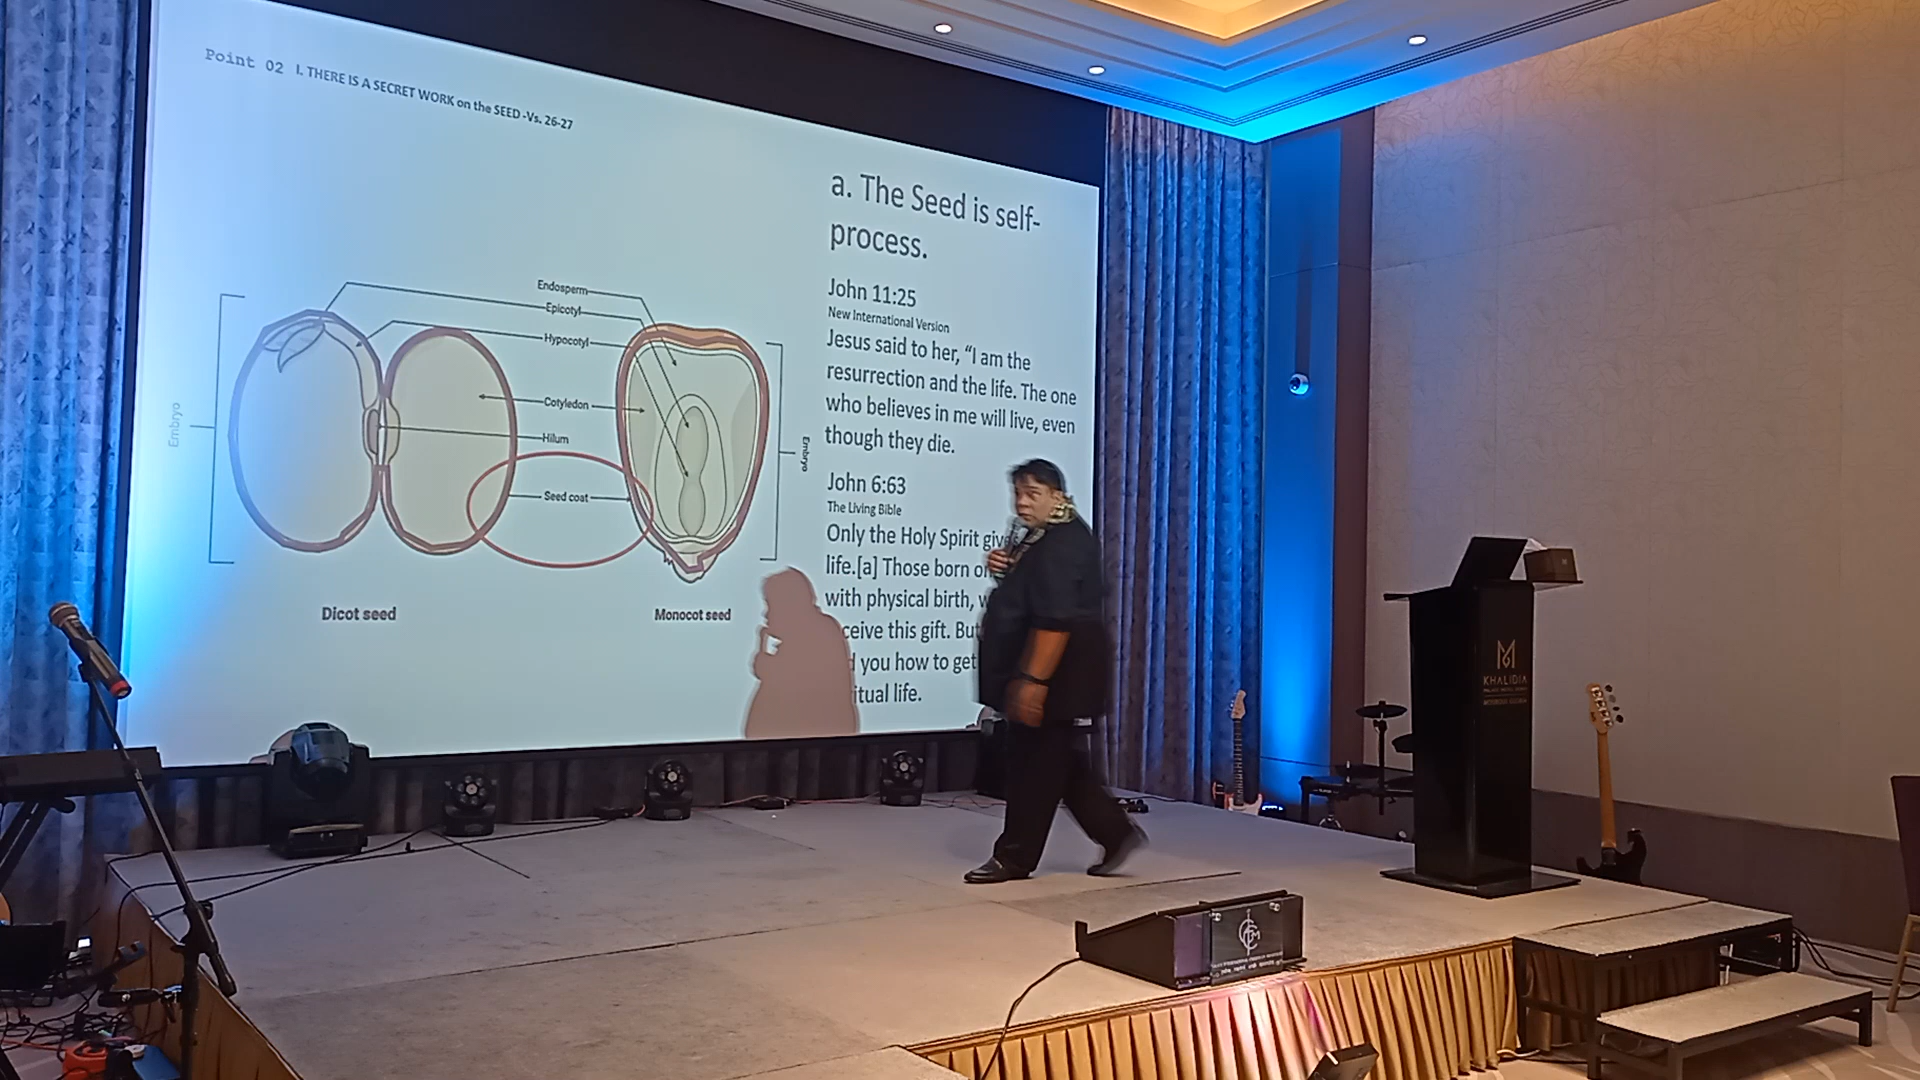 Point 02 I. THERE IS A SECRET WORK on the SEED -Vs. 26-27
a. The Seed is self-
process.
John 11:25
New International Version
Jesus said to her, “I am the
resurrection and the life. The one
who believes in me will live, even
though they die.
John 6:63
The Living Bible
Only the Holy Spirit give
life.[a] Those born on
with physical birth, w
ceive this gift. But
d you how to get
itual life.
Endosperm
Epicotyl
Hypocotyl
Cotyledon
Hilum
Seed coat
Embryo
Embryo
Dicot seed
Monocot seed
KHALIDIA